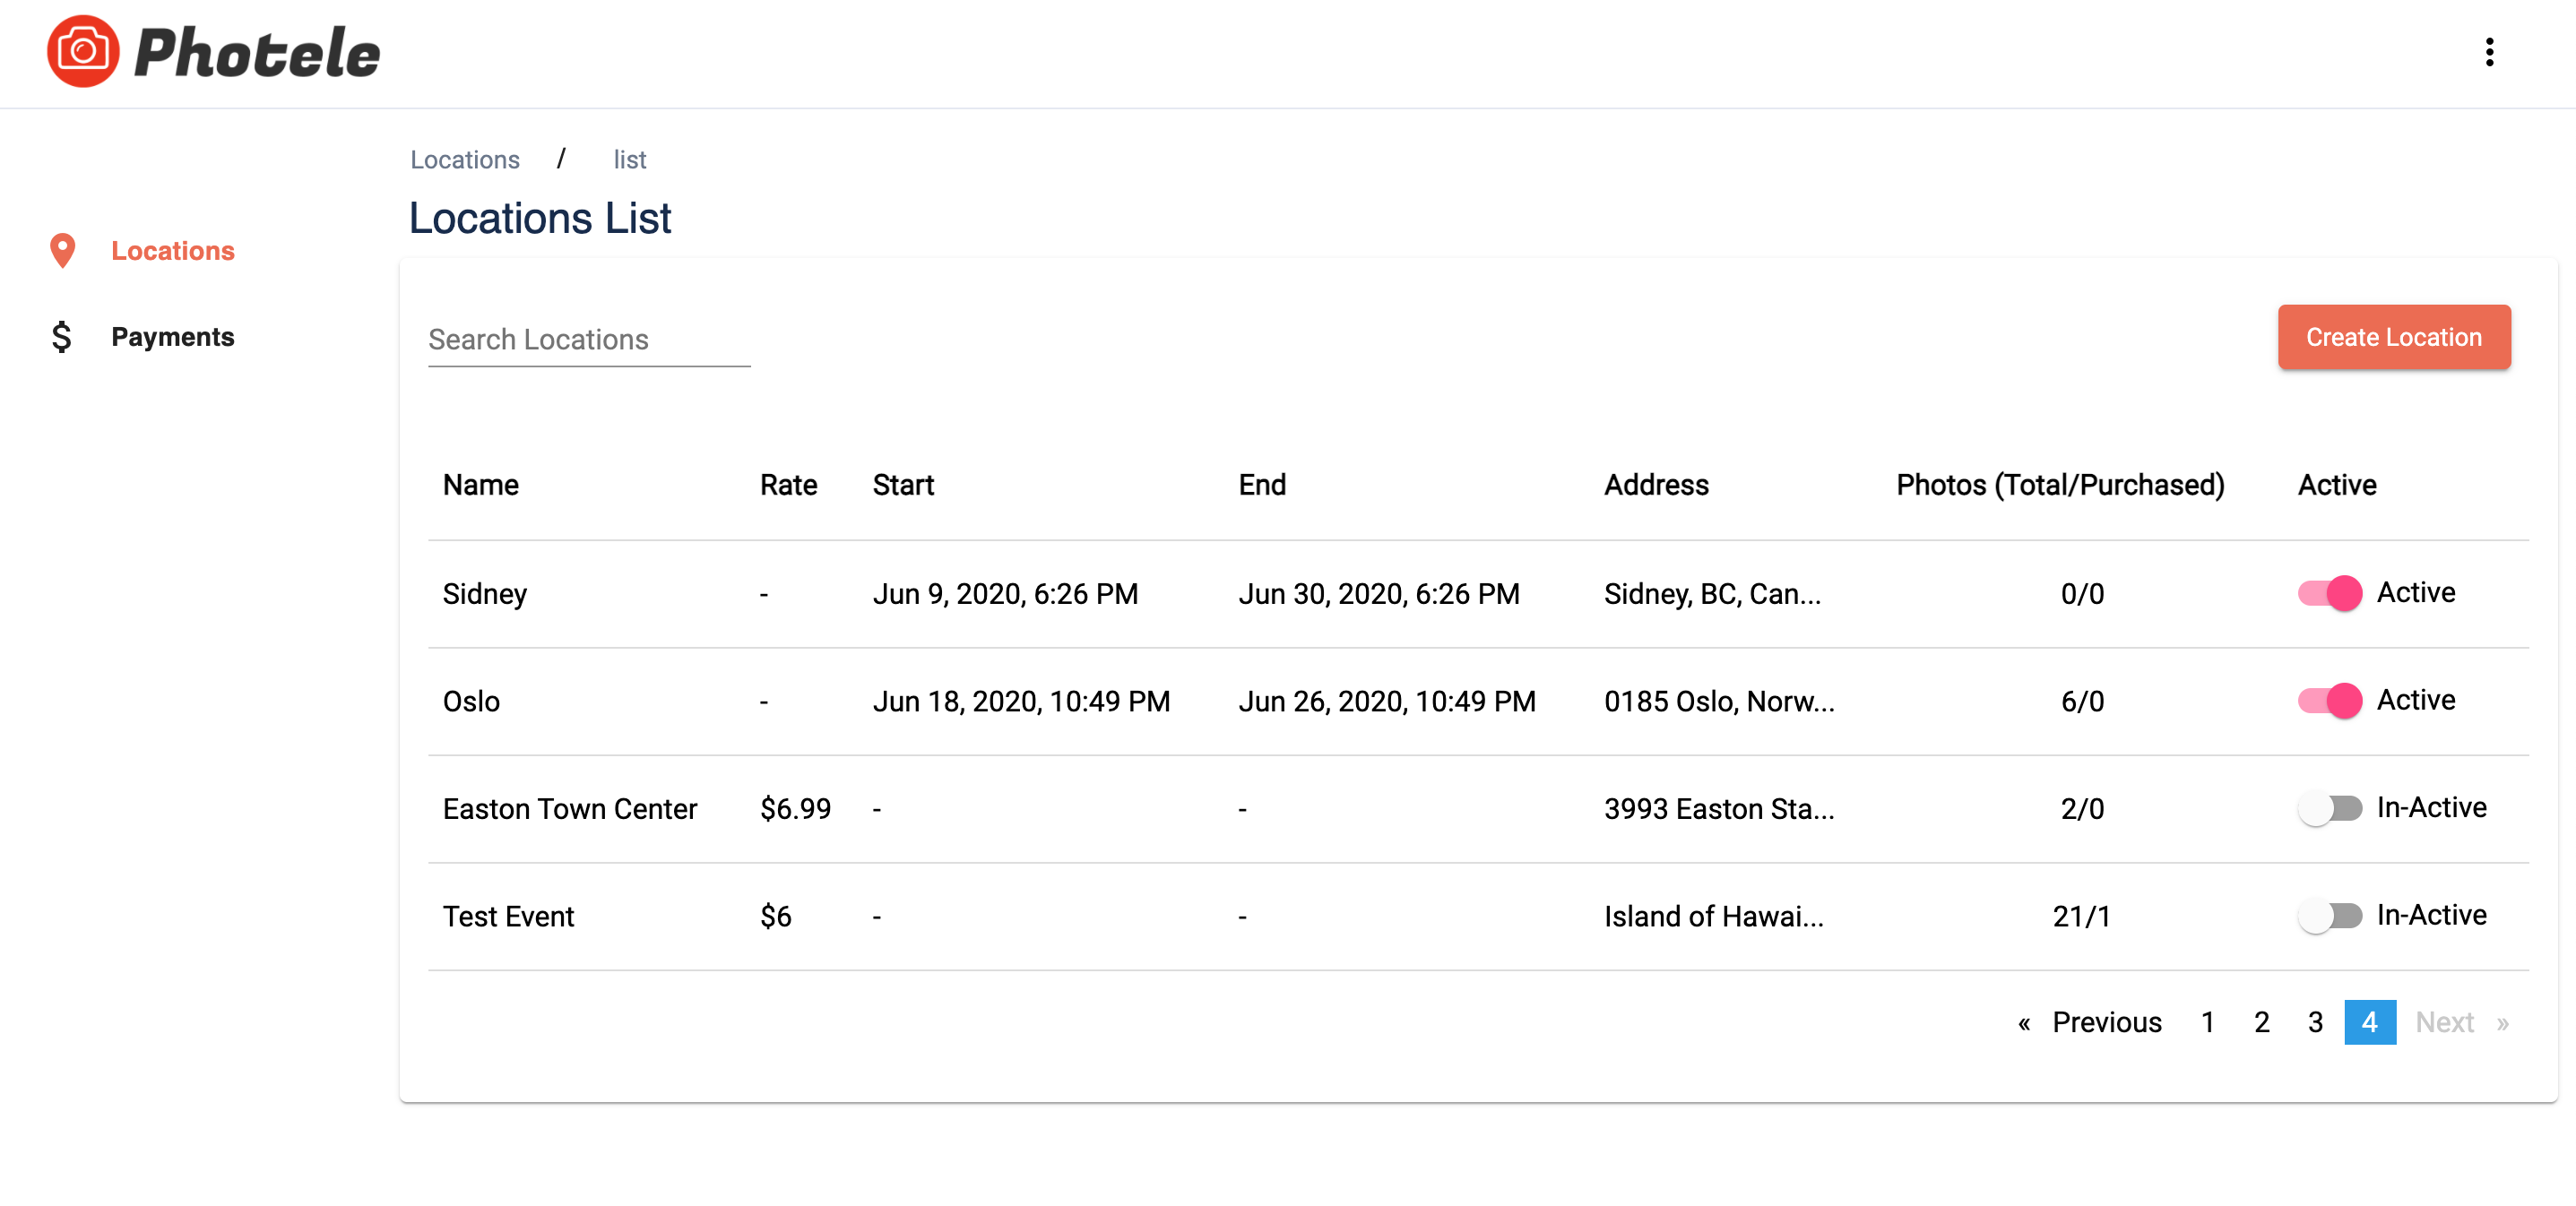 Photele
Locations / list
Locations List
Locations
Payments
Search Locations
Create Location
Name Rate Start End Address Photos (Total/Purchased) Active
Sidney - Jun 9, 2020, 6:26 PM Jun 30, 2020, 6:26 PM Sidney, BC, Can... 0/0 Active
Oslo - Jun 18, 2020, 10:49 PM Jun 26, 2020, 10:49 PM 0185 Oslo, Norw... 6/0 Active
Easton Town Center $6.99 - - 3993 Easton Sta... 2/0 In-Active
Test Event $6 - - Island of Hawai... 21/1 In-Active
« Previous 1 2 3 4 Next »